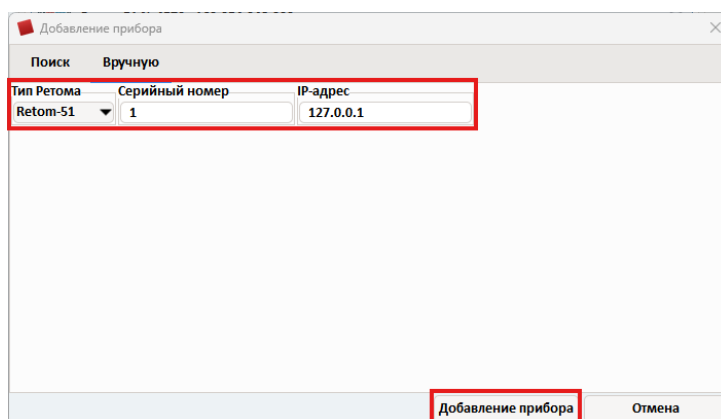 Добавление прибора
Поиск Вручную
Тип Ретома Серийный номер IP-адрес
Retom-51 1 127.0.0.1
Добавление прибора Отмена